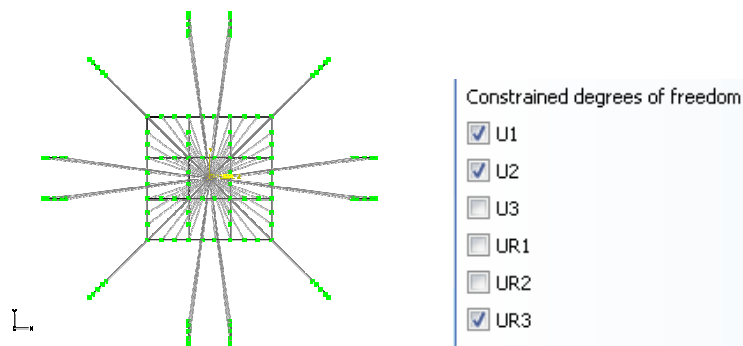 Constrained degrees of freedom
U1
U2
U3
UR1
UR2
UR3
Y
X